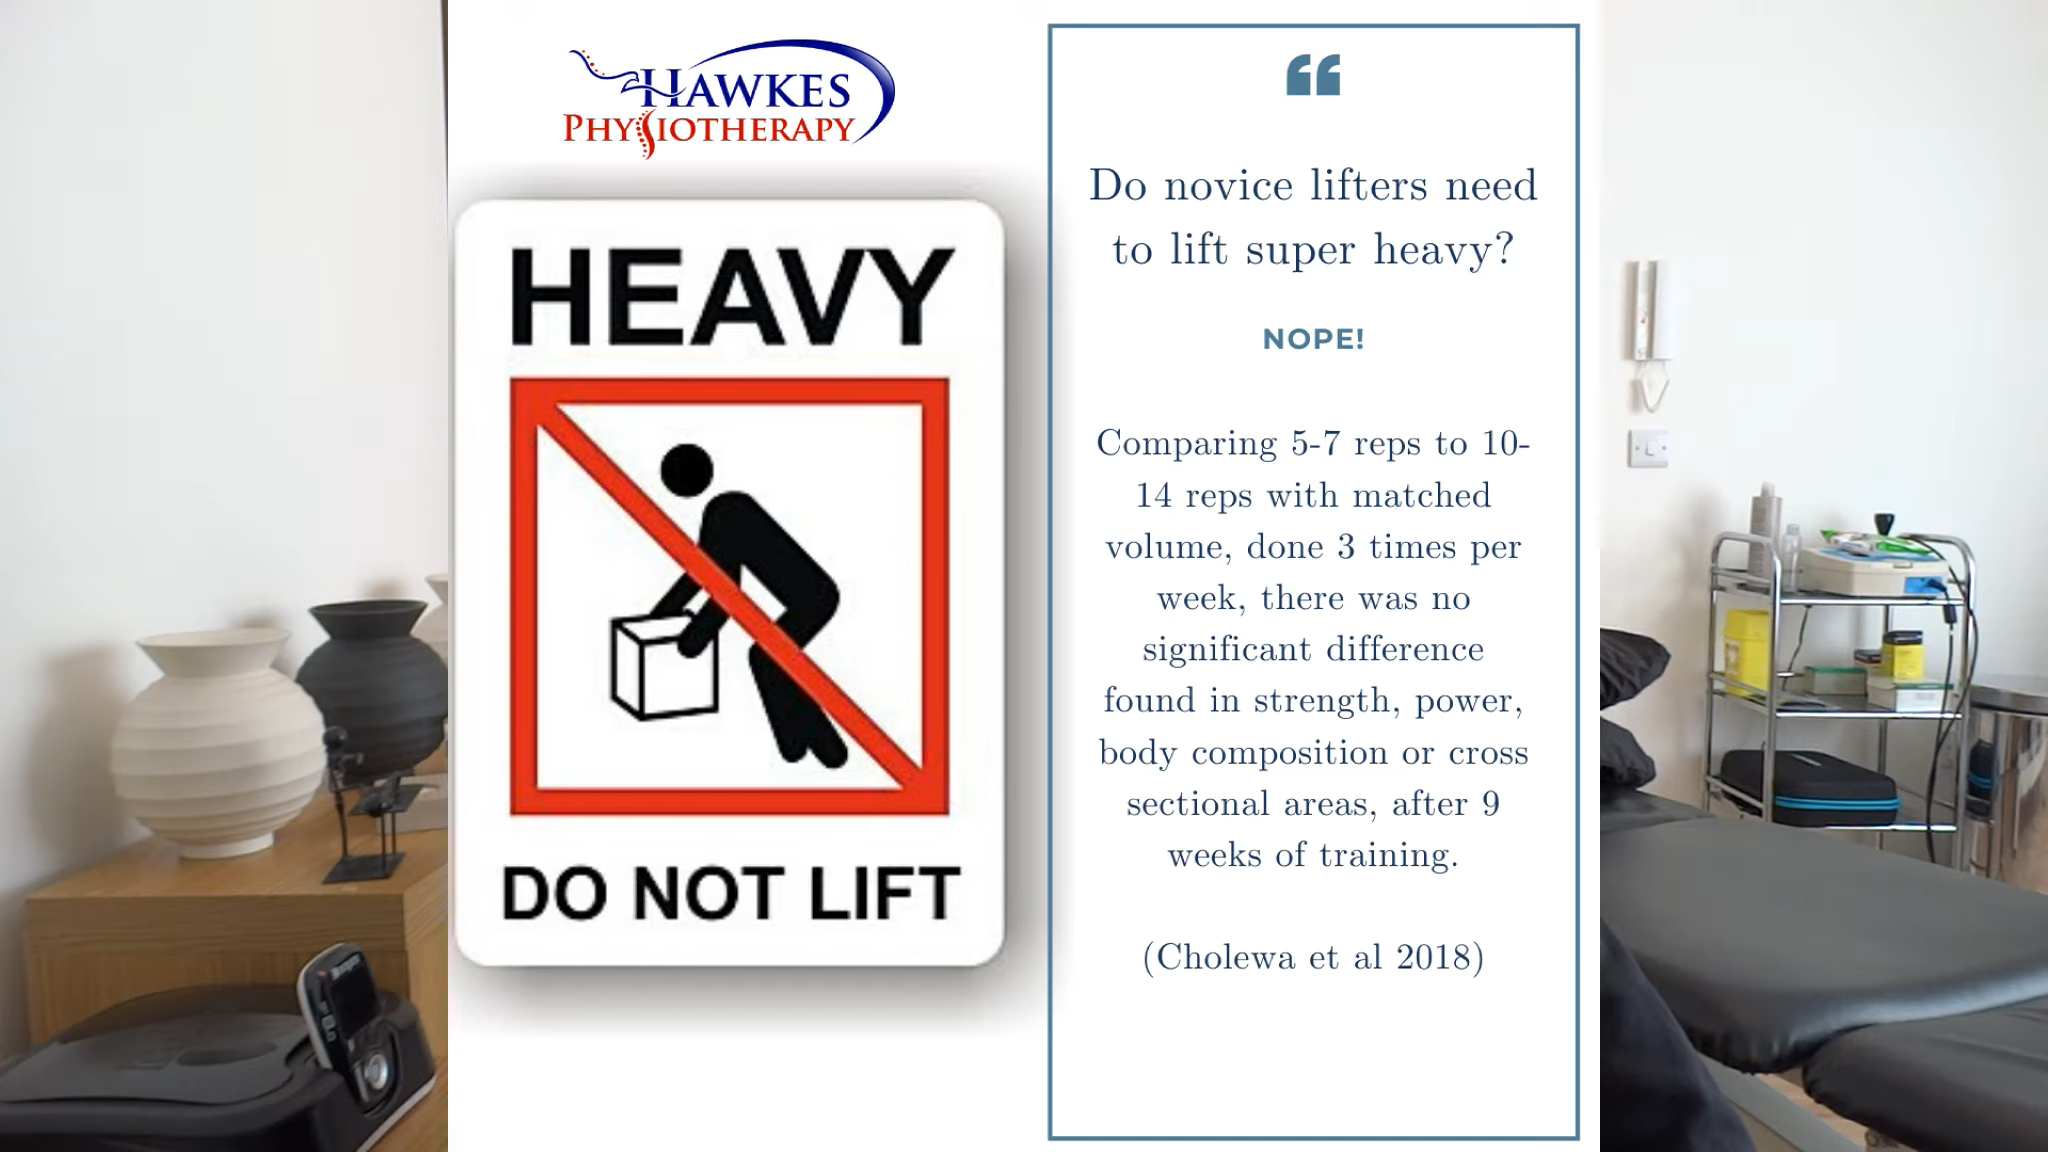 HAWKES
PHYSIOTHERAPY
HEAVY
DO NOT LIFT
“
Do novice lifters need
to lift super heavy?
NOPE!
Comparing 5-7 reps to 10-
14 reps with matched
volume, done 3 times per
week, there was no
significant difference
found in strength, power,
body composition or cross
sectional areas, after 9
weeks of training.
(Cholewa et al 2018)